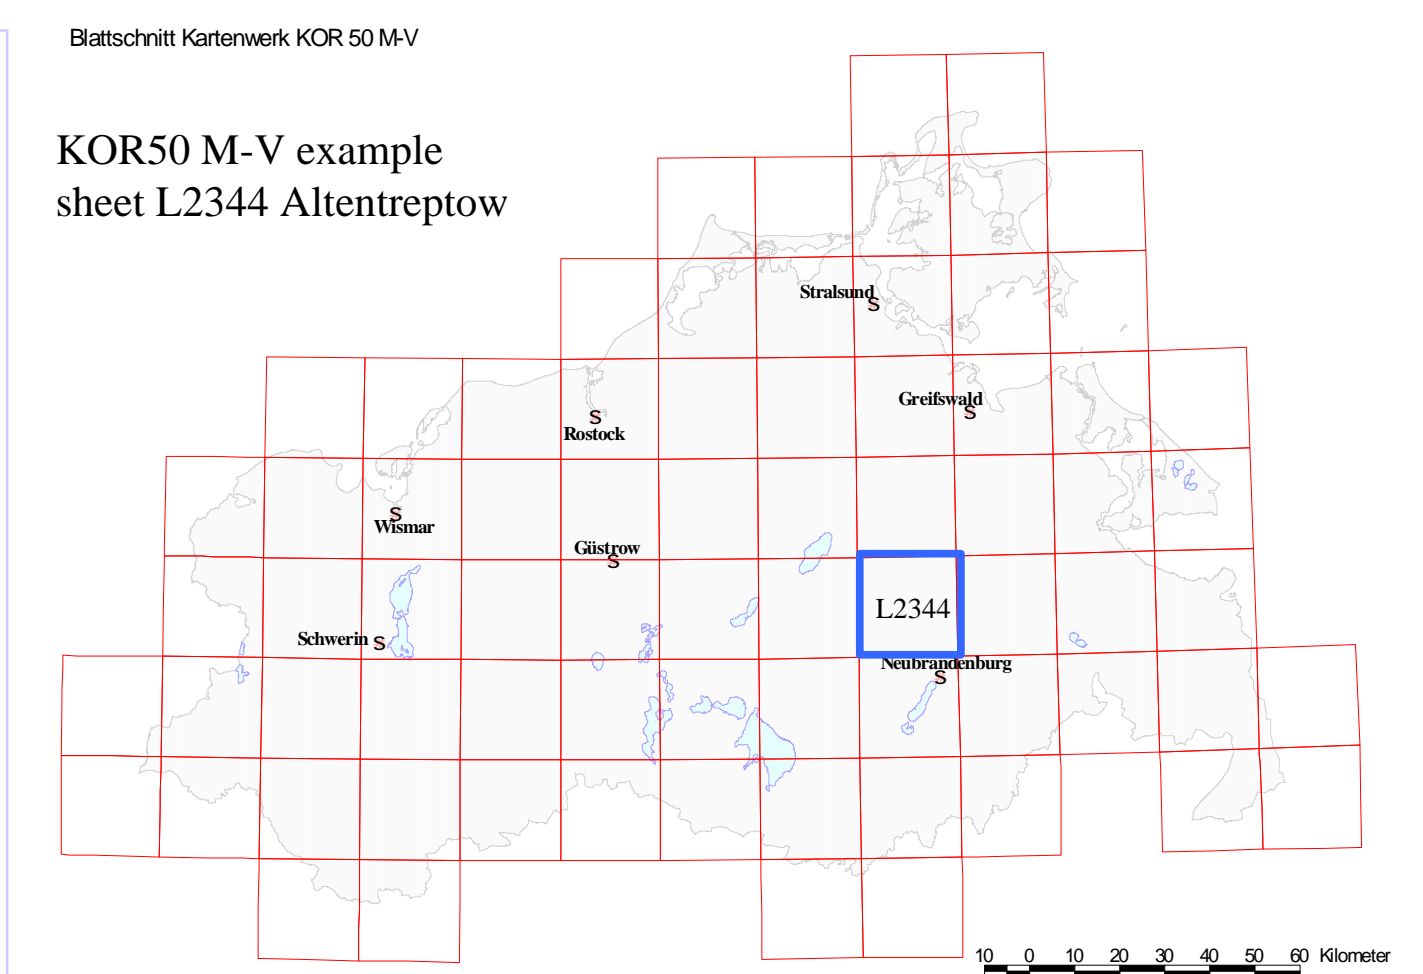 Blattschnitt Kartenwerk KOR 50 M-V
KOR50 M-V example
sheet L2344 Altentreptow
Stralsund
S
Greifswald
S
S
Rostock
S
Wismar
Güstrow
S
L2344
Schwerin S
Neubrandenburg
S
10 0 10 20 30 40 50 60 Kilometer